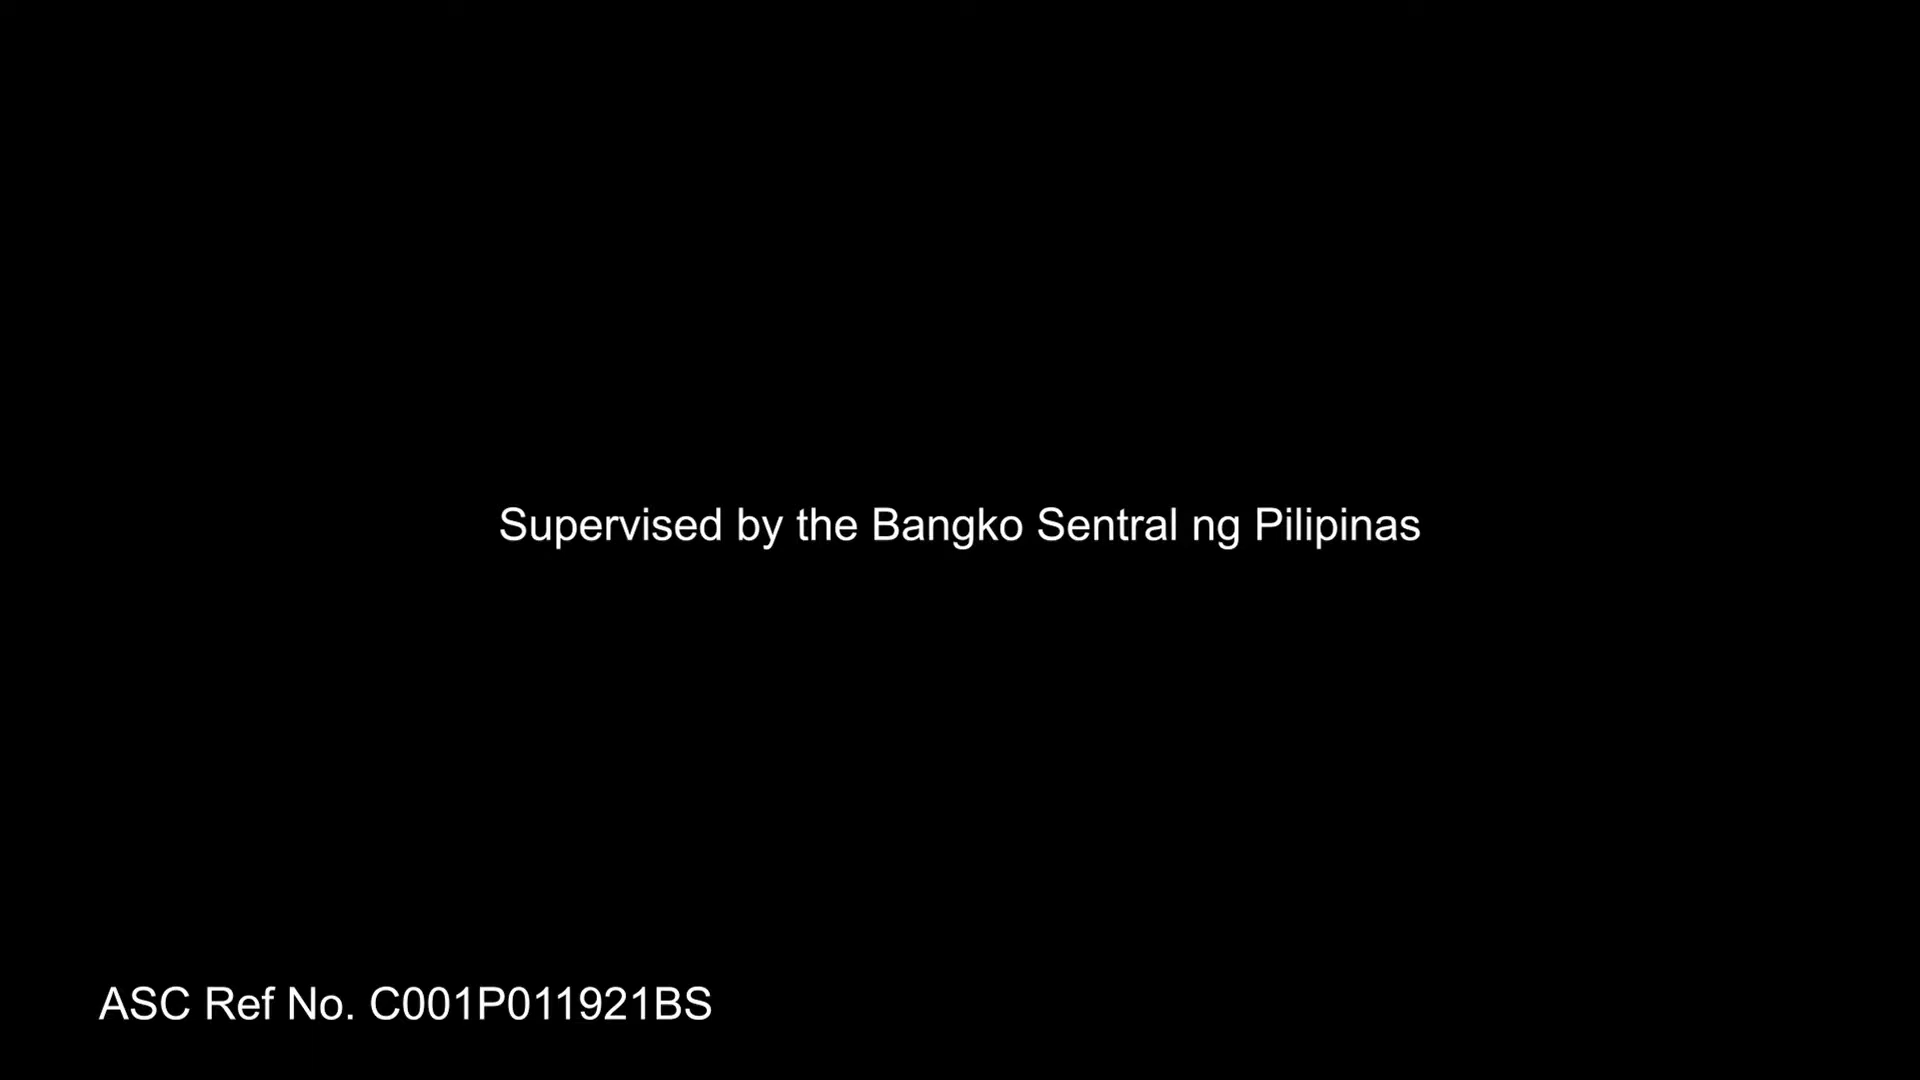 Supervised by the Bangko Sentral ng Pilipinas
ASC Ref No. C001P011921BS